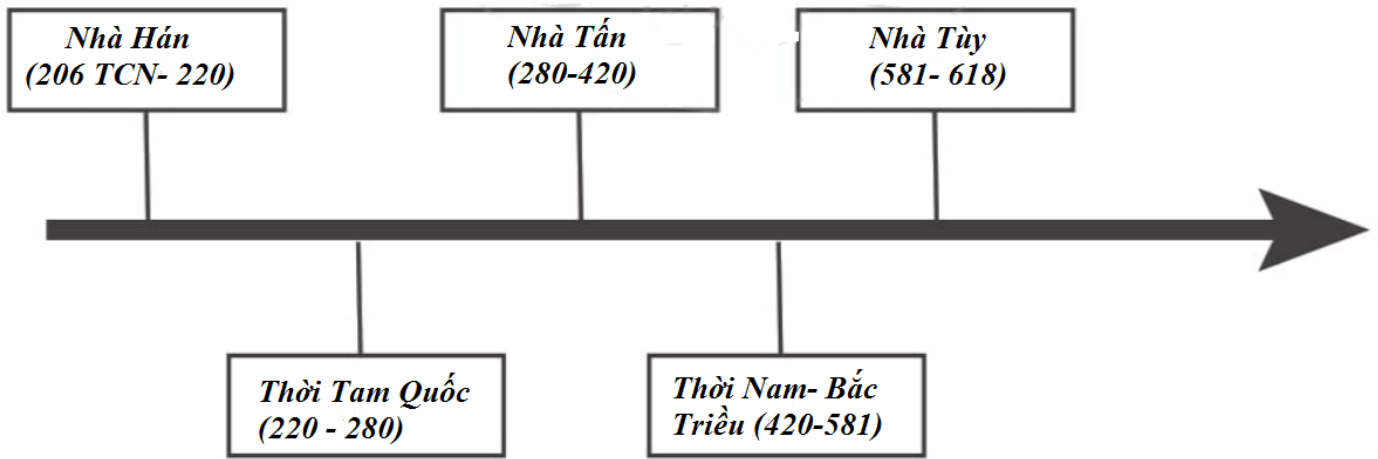 Nhà Hán
(206 TCN- 220)
Nhà Tấn
(280-420)
Nhà Tùy
(581- 618)
Thời Tam Quốc
(220 - 280)
Thời Nam- Bắc
Triều (420-581)